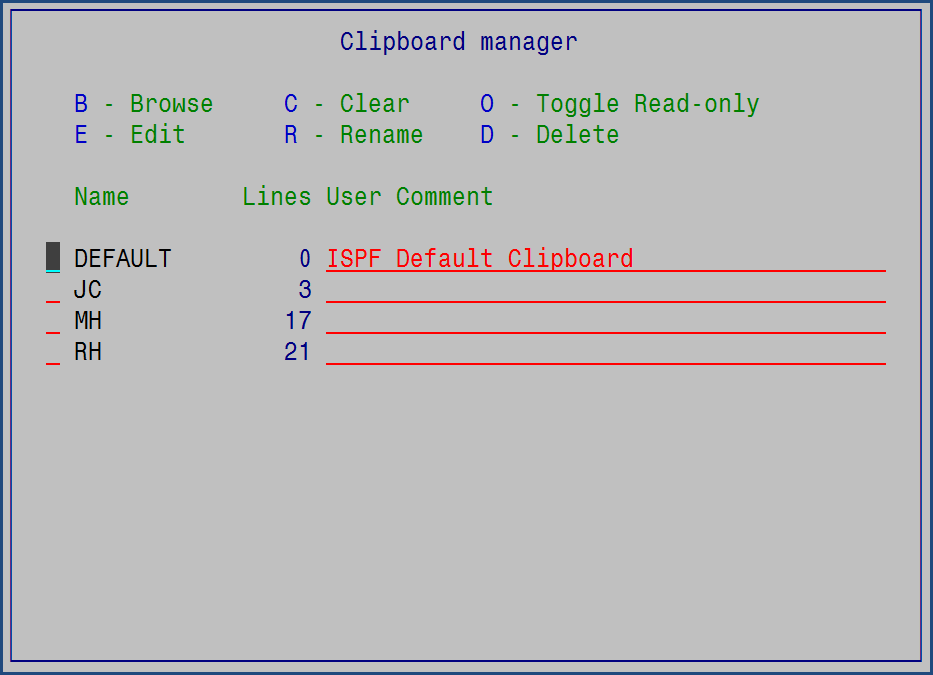 Clipboard manager
B - Browse C - Clear O - Toggle Read-only
E - Edit R - Rename D - Delete
Name Lines User Comment
DEFAULT 0 ISPF Default Clipboard
JC 3
MH 17
RH 21